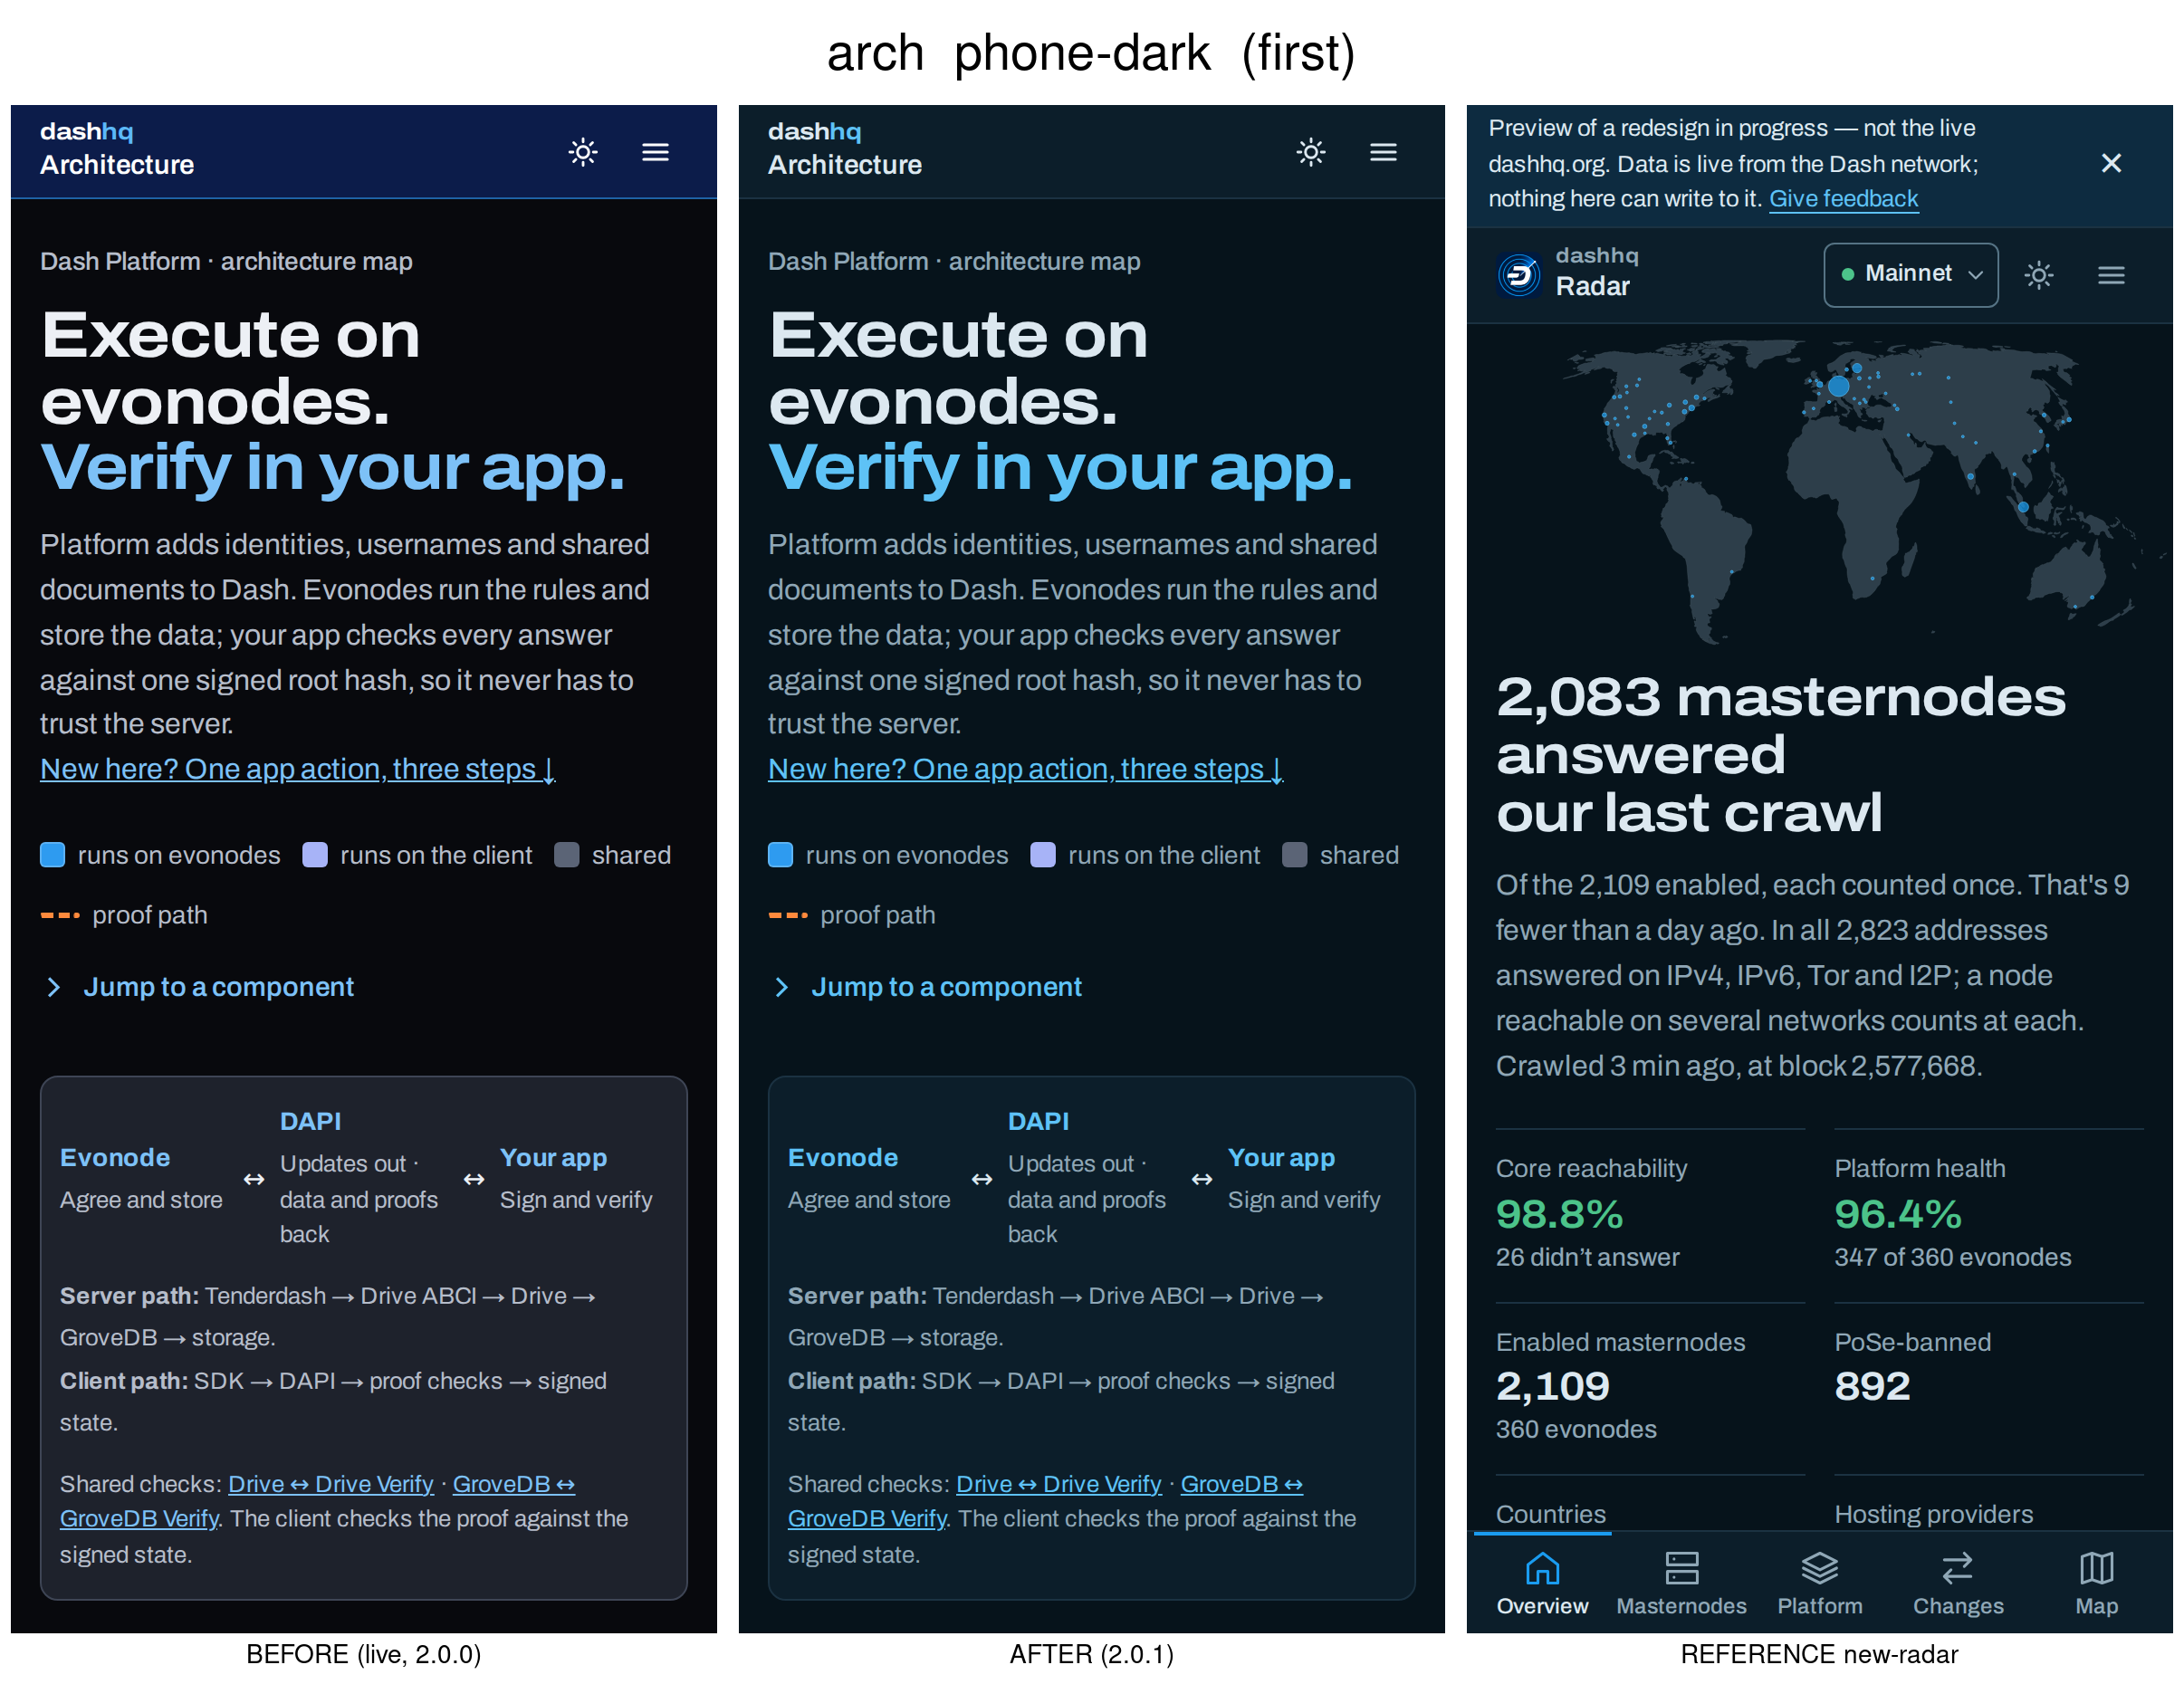 arch phone-dark (first)
dashhq
Architecture
Dash Platform · architecture map
Execute on
evonodes.
Verify in your app.
Platform adds identities, usernames and shared
documents to Dash. Evonodes run the rules and
store the data; your app checks every answer
against one signed root hash, so it never has to
trust the server.
New here? One app action, three steps ↓
runs on evonodes runs on the client shared
proof path
Jump to a component
DAPI
Evonode ↔ Updates out · ↔ Your app
Agree and store data and proofs Sign and verify
back
Server path: Tenderdash → Drive ABCI → Drive →
GroveDB → storage.
Client path: SDK → DAPI → proof checks → signed
state.
Shared checks: Drive ↔ Drive Verify · GroveDB ↔
GroveDB Verify. The client checks the proof against the
signed state.
BEFORE (live, 2.0.0)
dashhq
Architecture
Dash Platform · architecture map
Execute on
evonodes.
Verify in your app.
Platform adds identities, usernames and shared
documents to Dash. Evonodes run the rules and
store the data; your app checks every answer
against one signed root hash, so it never has to
trust the server.
New here? One app action, three steps ↓
runs on evonodes runs on the client shared
proof path
Jump to a component
DAPI
Evonode ↔ Updates out · ↔ Your app
Agree and store data and proofs Sign and verify
back
Server path: Tenderdash → Drive ABCI → Drive →
GroveDB → storage.
Client path: SDK → DAPI → proof checks → signed
state.
Shared checks: Drive ↔ Drive Verify · GroveDB ↔
GroveDB Verify. The client checks the proof against the
signed state.
AFTER (2.0.1)
Preview of a redesign in progress — not the live
dashhq.org. Data is live from the Dash network;
nothing here can write to it. Give feedback
dashhq
Radar
Mainnet
2,083 masternodes
answered
our last crawl
Of the 2,109 enabled, each counted once. That's 9
fewer than a day ago. In all 2,823 addresses
answered on IPv4, IPv6, Tor and I2P; a node
reachable on several networks counts at each.
Crawled 3 min ago, at block 2,577,668.
Core reachability
98.8%
26 didn’t answer
Platform health
96.4%
347 of 360 evonodes
Enabled masternodes
2,109
360 evonodes
PoSe-banned
892
Countries
Hosting providers
Overview Masternodes Platform Changes Map
REFERENCE new-radar